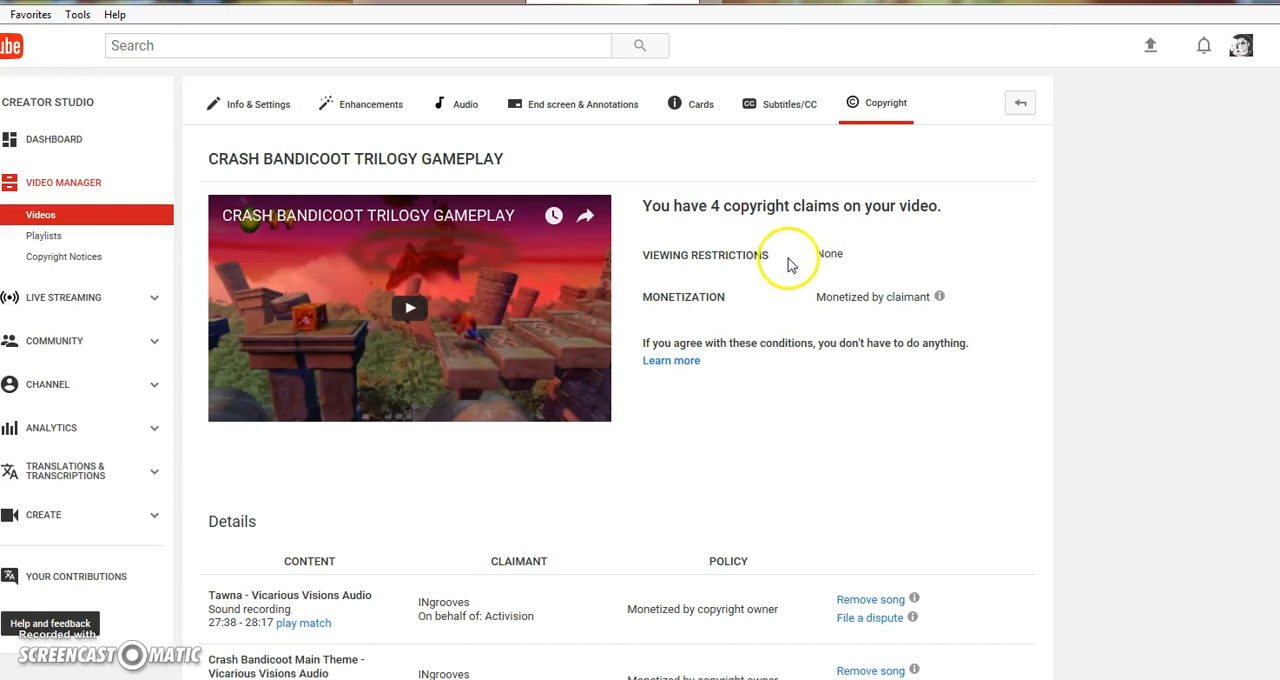 Favorites Tools Help
ube
Search
CREATOR STUDIO
DASHBOARD
VIDEO MANAGER
Videos
Playlists
Copyright Notices
LIVE STREAMING
COMMUNITY
CHANNEL
ANALYTICS
TRANSLATIONS &
TRANSCRIPTIONS
CREATE
YOUR CONTRIBUTIONS
Help and feedback
Recorded with
SCREENCAST MATIC
Info & Settings Enhancements Audio End screen & Annotations Cards CC Subtitles/CC © Copyright
CRASH BANDICOOT TRILOGY GAMEPLAY
CRASH BANDICOOT TRILOGY GAMEPLAY
You have 4 copyright claims on your video.
VIEWING RESTRICTIONS None
MONETIZATION Monetized by claimant
If you agree with these conditions, you don't have to do anything.
Learn more
Details
CONTENT CLAIMANT POLICY
Tawna - Vicarious Visions Audio
Sound recording
27:38 - 28:17 play match
INgrooves
On behalf of: Activision
Monetized by copyright owner
Remove song
File a dispute
Crash Bandicoot Main Theme -
Vicarious Visions Audio
INgrooves
Monetized by copyright owner
Remove song